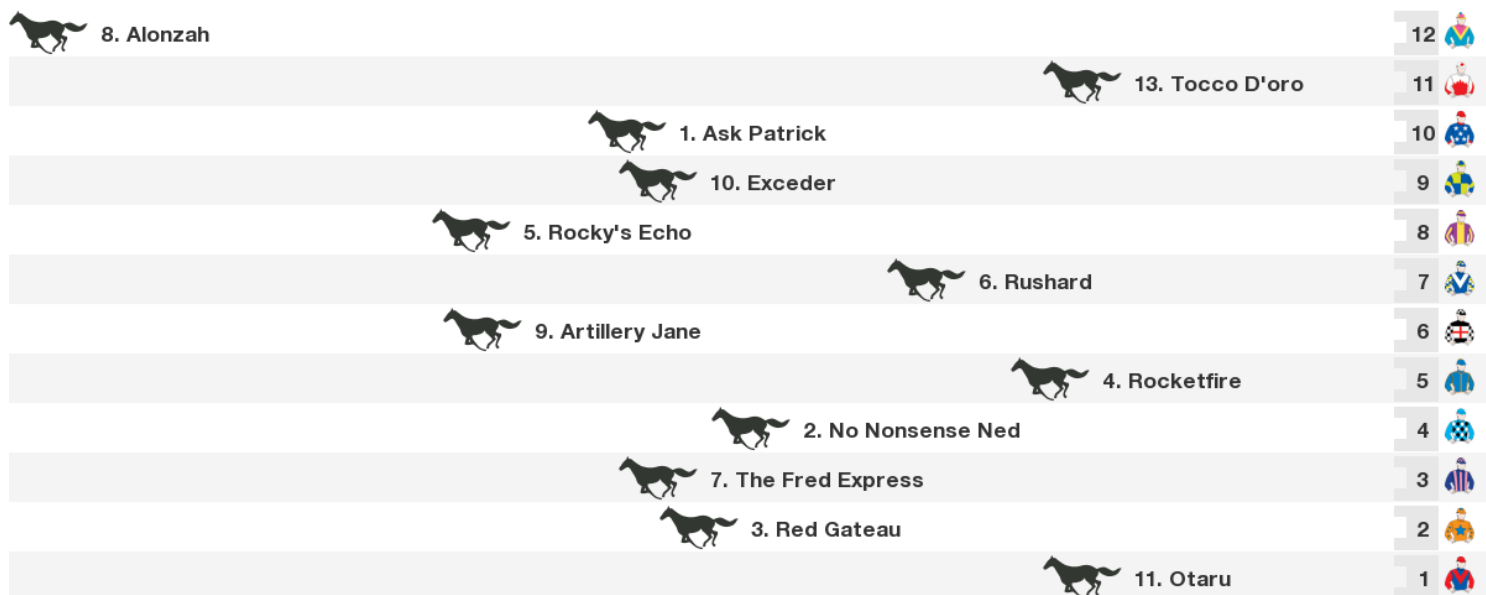 8. Alonzah 12
13. Tocco D'oro 11
1. Ask Patrick 10
10. Exceder 9
5. Rocky's Echo 8
6. Rushard 7
9. Artillery Jane 6
4. Rocketfire 5
2. No Nonsense Ned 4
7. The Fred Express 3
3. Red Gateau 2
11. Otaru 1